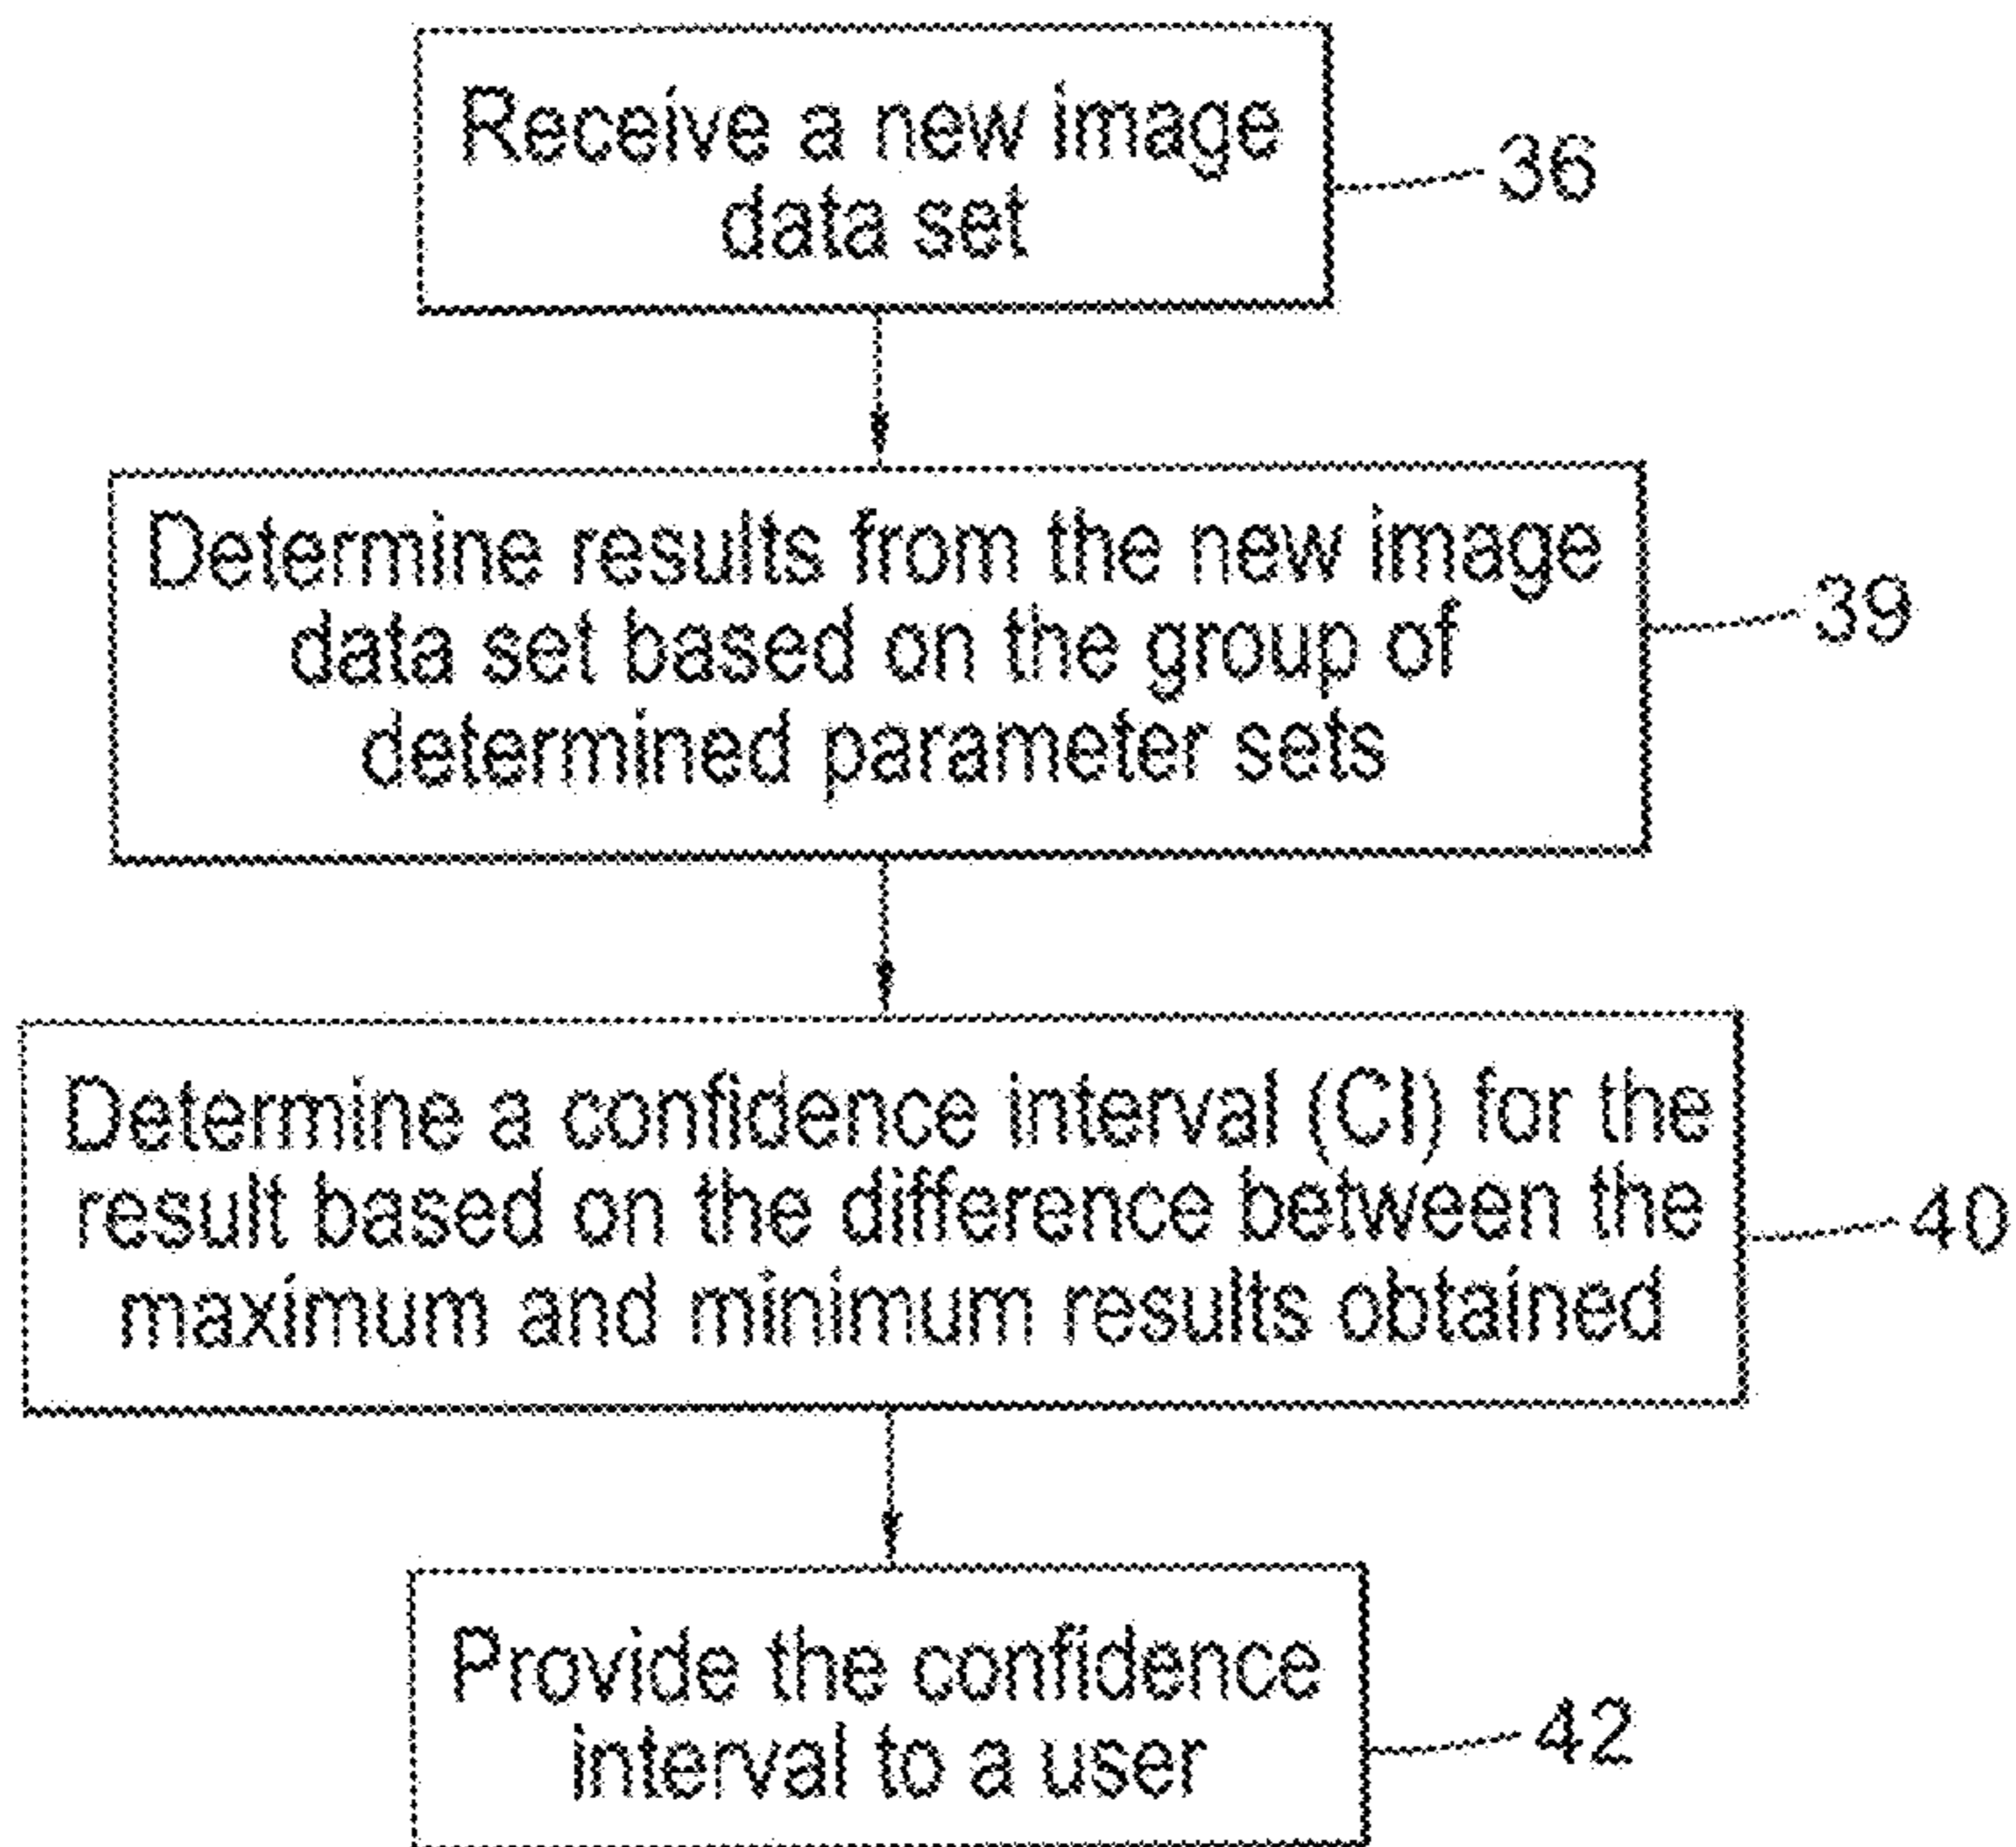 Receive a new image
data set
36
Determine results from the new image
data set based on the group of
determined parameter sets
39
Determine a confidence interval (CI) for the
result based on the difference between the
maximum and minimum results obtained
40
Provide the confidence
interval to a user
42